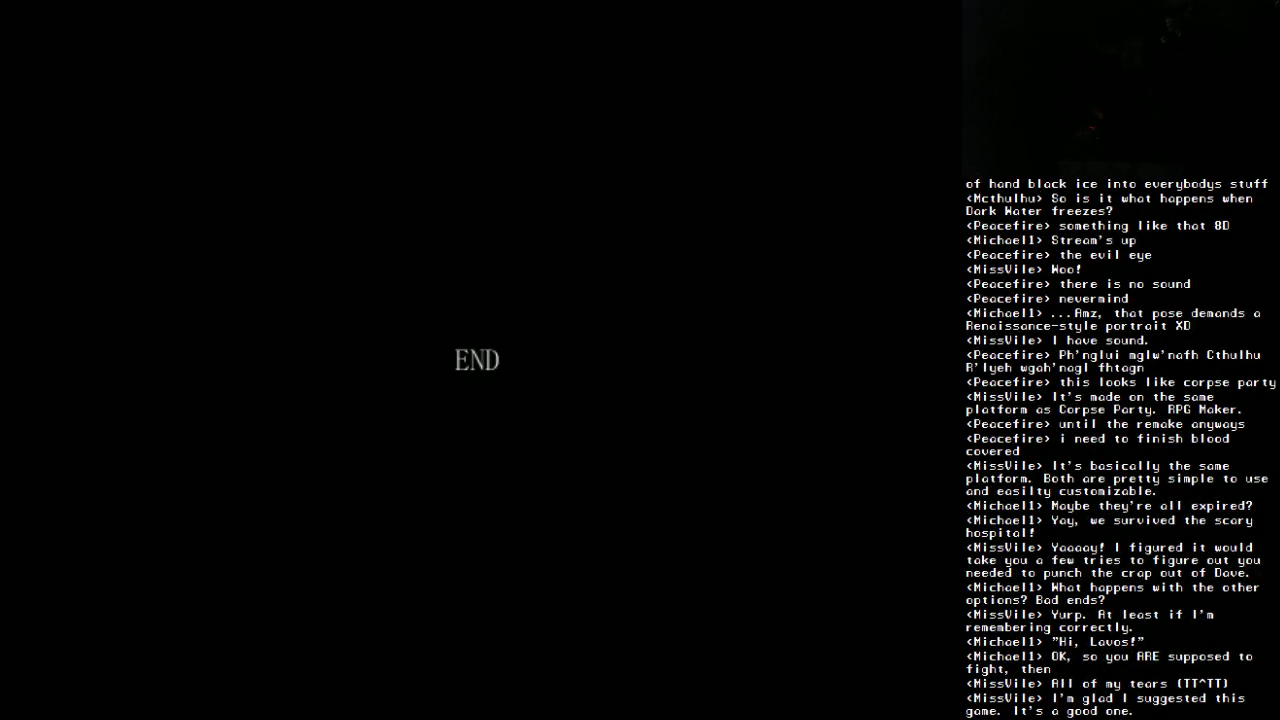 END
of hand black ice into everybodys stuff
<Mcthulhu> So is it what happens when
Dark Water freezes?
<Peacefire> something like that 8D
<Michael1> Stream's up
<Peacefire> the evil eye
<MissVile> Woo!
<Peacefire> there is no sound
<Peacefire> nevermind
<Michael1> ...Amz, that pose demands a
Renaissance-style portrait XD
<MissVile> I have sound.
<Peacefire> Ph'nglui mglw'nafh Cthulhu
R'lyeh wgah'nagl fhtagn
<Peacefire> this looks like corpse party
<MissVile> It's made on the same
platform as Corpse Party. RPG Maker.
<Peacefire> until the remake anyways
<Peacefire> i need to finish blood
covered
<MissVile> It's basically the same
platform. Both are pretty simple to use
and easilty customizable.
<Michael1> Maybe they're all expired?
<Michael1> Yay, we survived the scary
hospital!
<MissVile> Yaaaay! I figured it would
take you a few tries to figure out you
needed to punch the crap out of Dave.
<Michael1> What happens with the other
options? Bad ends?
<MissVile> Yurp. At least if I'm
remembering correctly.
<Michael1> "Hi, Lavos!"
<Michael1> OK, so you ARE supposed to
fight, then
<MissVile> All of my tears (TT^TT)
<MissVile> I'm glad I suggested this
game. It's a good one.